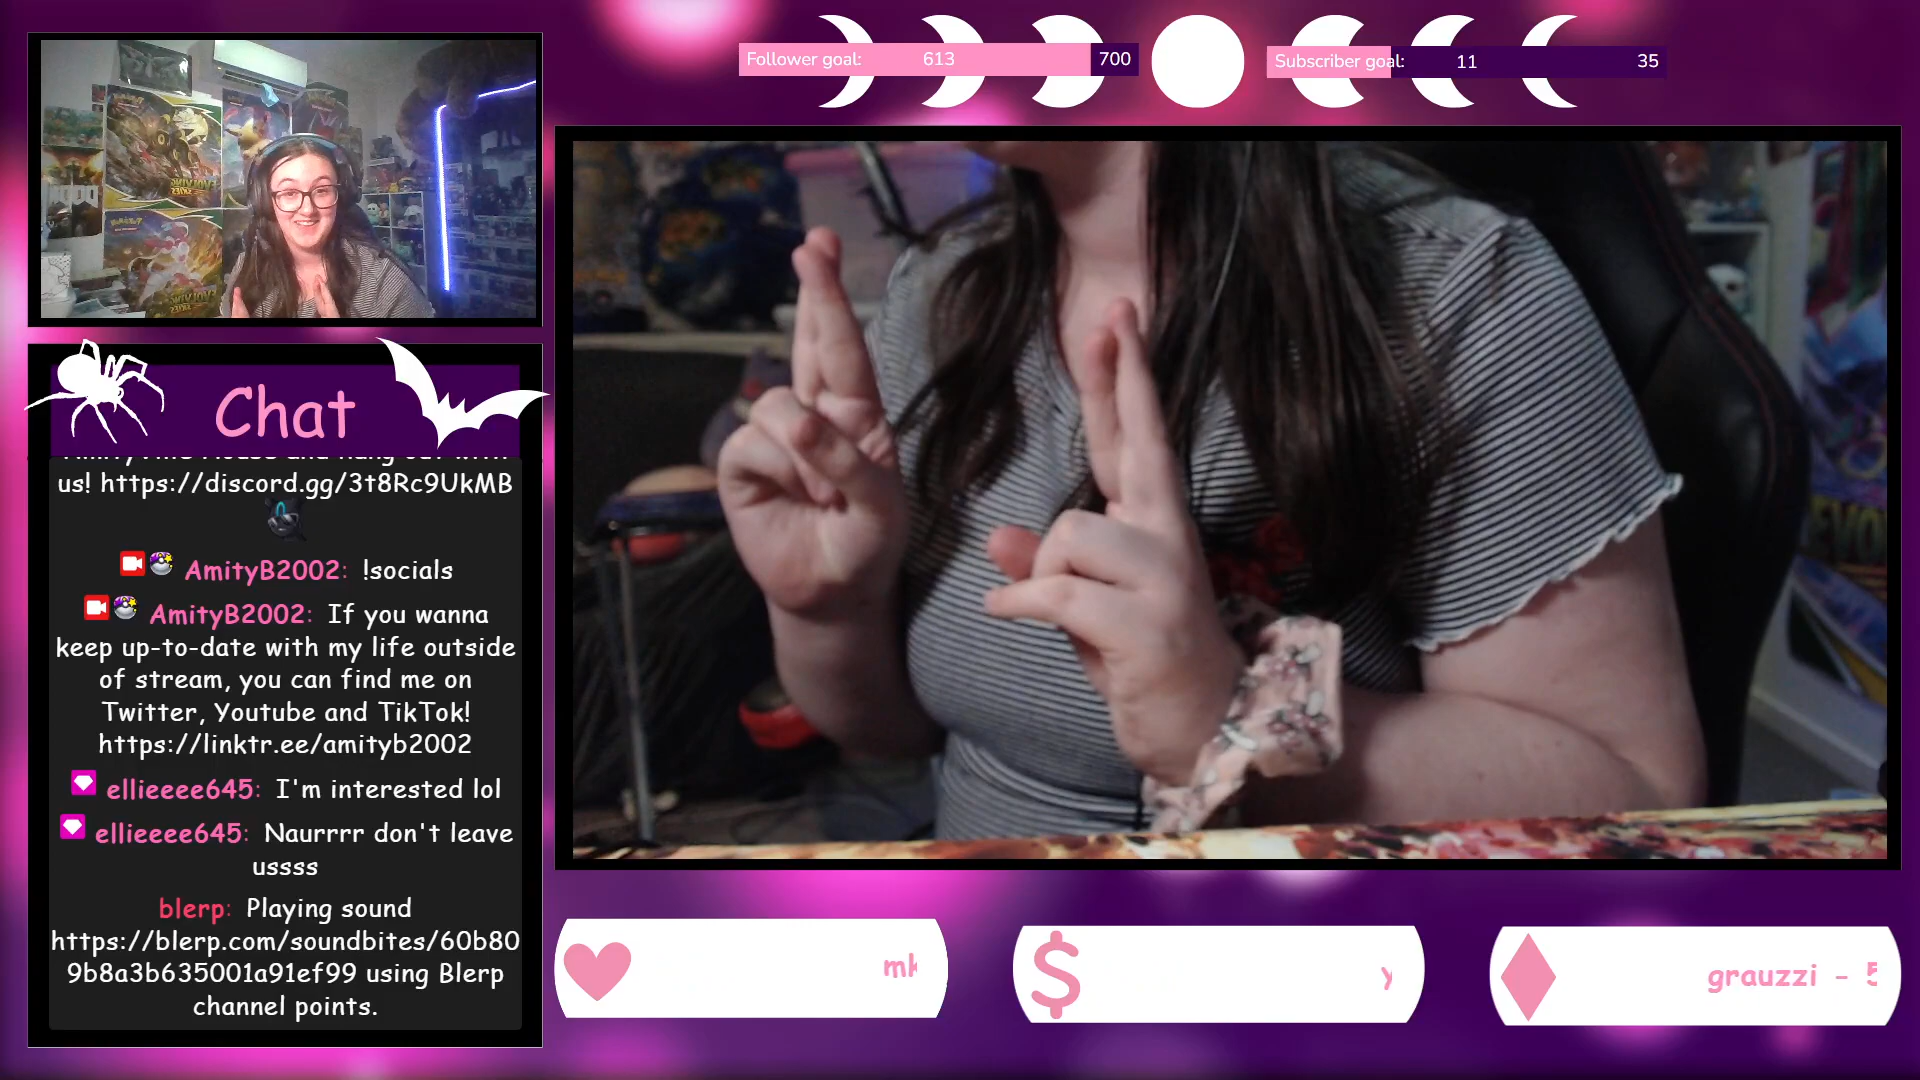 Follower goal: 613 700
Subscriber goal: 11 35
Chat
us! https://discord.gg/3t8Rc9UkMB
AmityB2002: !socials
AmityB2002: If you wanna
keep up-to-date with my life outside
of stream, you can find me on
Twitter, Youtube and TikTok!
https://linktr.ee/amityb2002
ellieeee645: I'm interested lol
ellieeee645: Naurrrr don't leave
ussss
blerp: Playing sound
https://blerp.com/soundbites/60b80
9b8a3b635001a91ef99 using Blerp
channel points.
grauzzi -